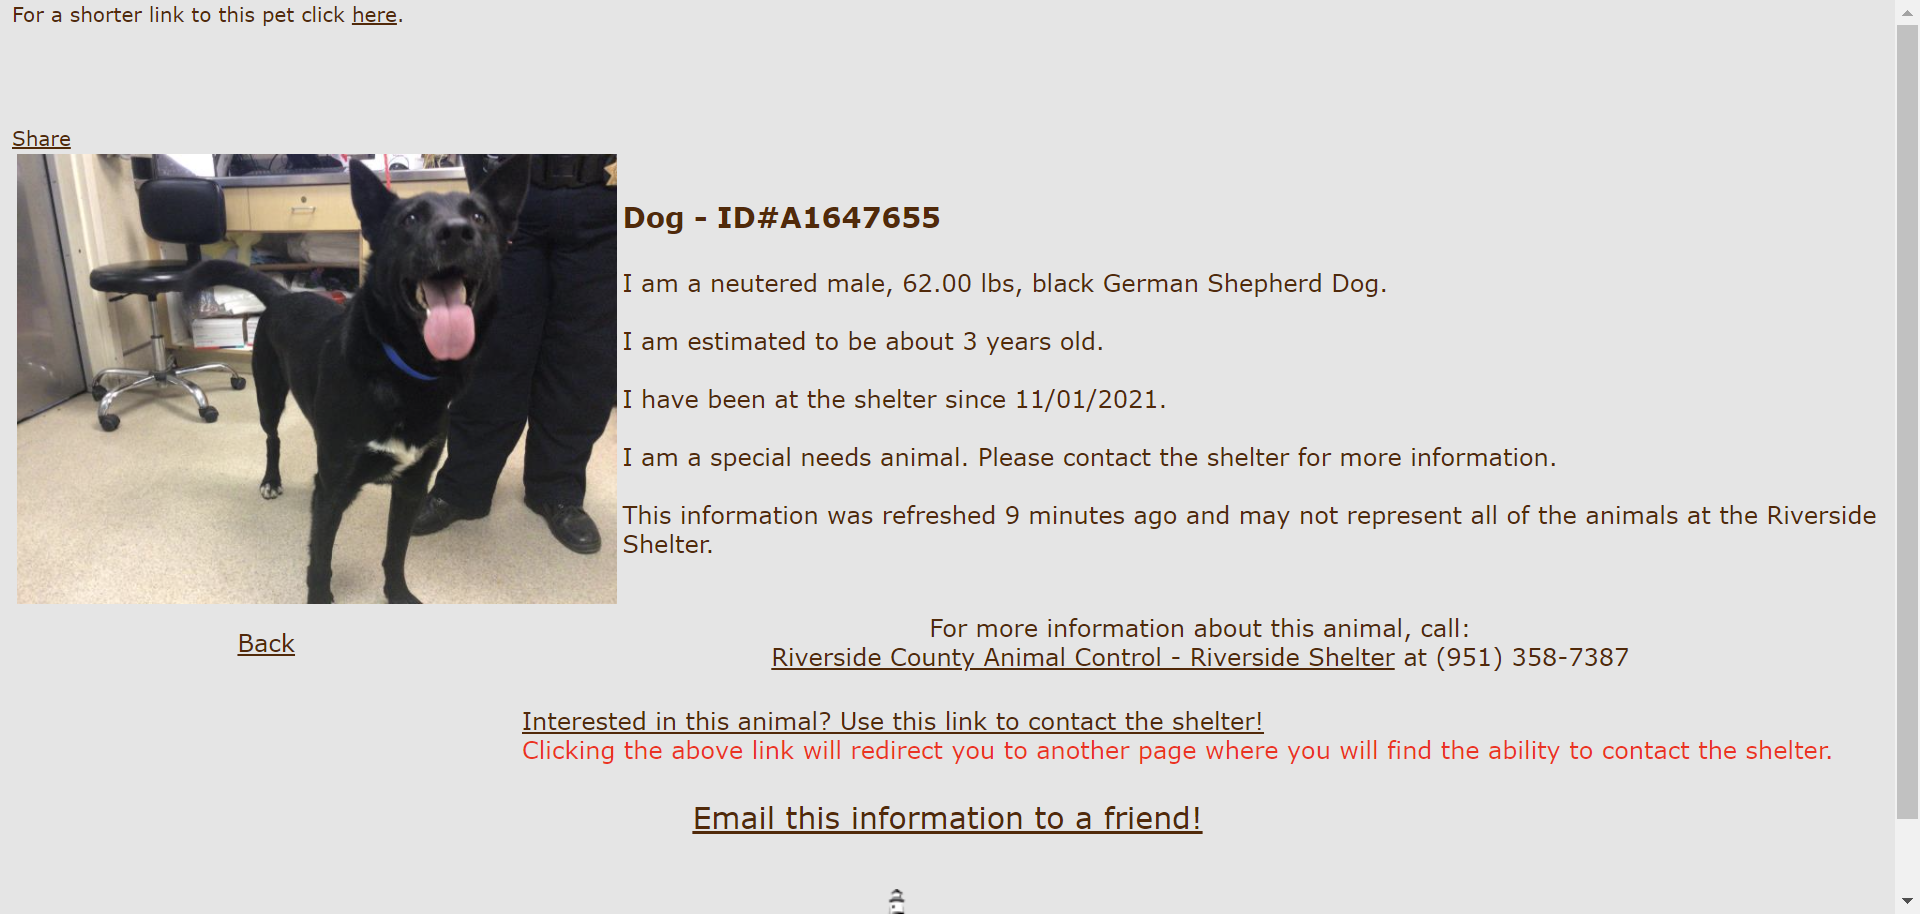 For a shorter link to this pet click here.
Share
Dog - ID#A1647655
I am a neutered male, 62.00 lbs, black German Shepherd Dog.
I am estimated to be about 3 years old.
I have been at the shelter since 11/01/2021.
I am a special needs animal. Please contact the shelter for more information.
This information was refreshed 9 minutes ago and may not represent all of the animals at the Riverside
Shelter.
Back
For more information about this animal, call:
Riverside County Animal Control - Riverside Shelter at (951) 358-7387
Interested in this animal? Use this link to contact the shelter!
Clicking the above link will redirect you to another page where you will find the ability to contact the shelter.
Email this information to a friend!